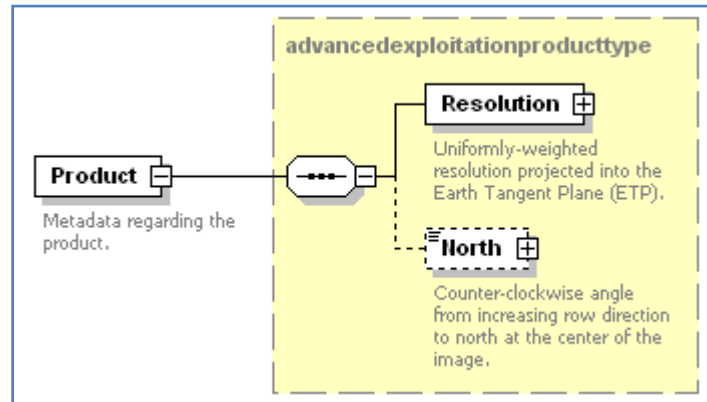 advancedexploitationproducttype
Resolution
Uniformly-weighted
resolution projected into the
Earth Tangent Plane (ETP).
Product
Metadata regarding the
product.
North
Counter-clockwise angle
from increasing row direction
to north at the center of the
image.